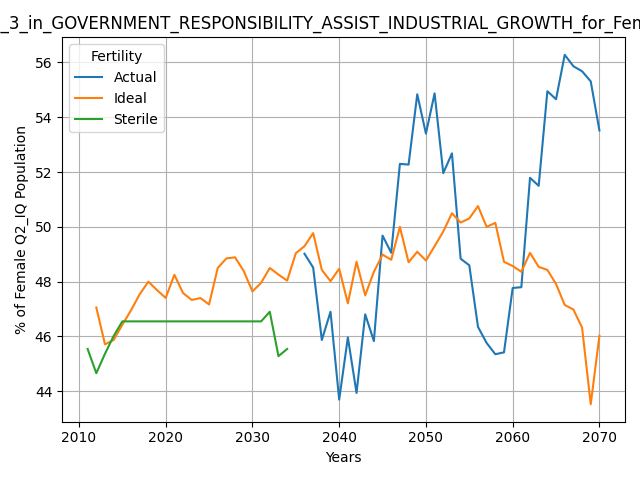 _3_in_GOVERNMENT_RESPONSIBILITY_ASSIST_INDUSTRIAL_GROWTH_for_Fem
Fertility
Actual
Ideal
Sterile
% of Female Q2_IQ Population
56
54
52
50
48
46
44
2010
2020
2030
2040
2050
2060
2070
Years